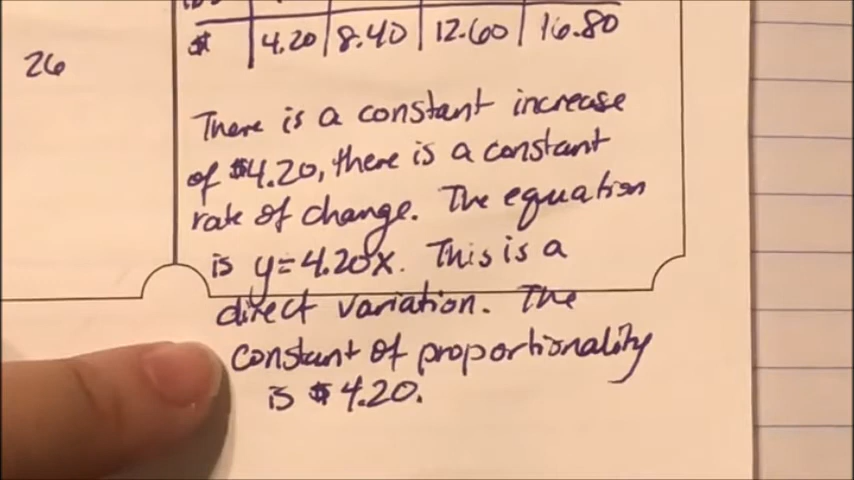 $ 4.20 8.40 12.60 16.80
26
There is a constant increase
of $4.20, there is a constant
rate of change. The equation
is y=4.20x. This is a
direct variation. The
constant of proportionality
is $4.20.